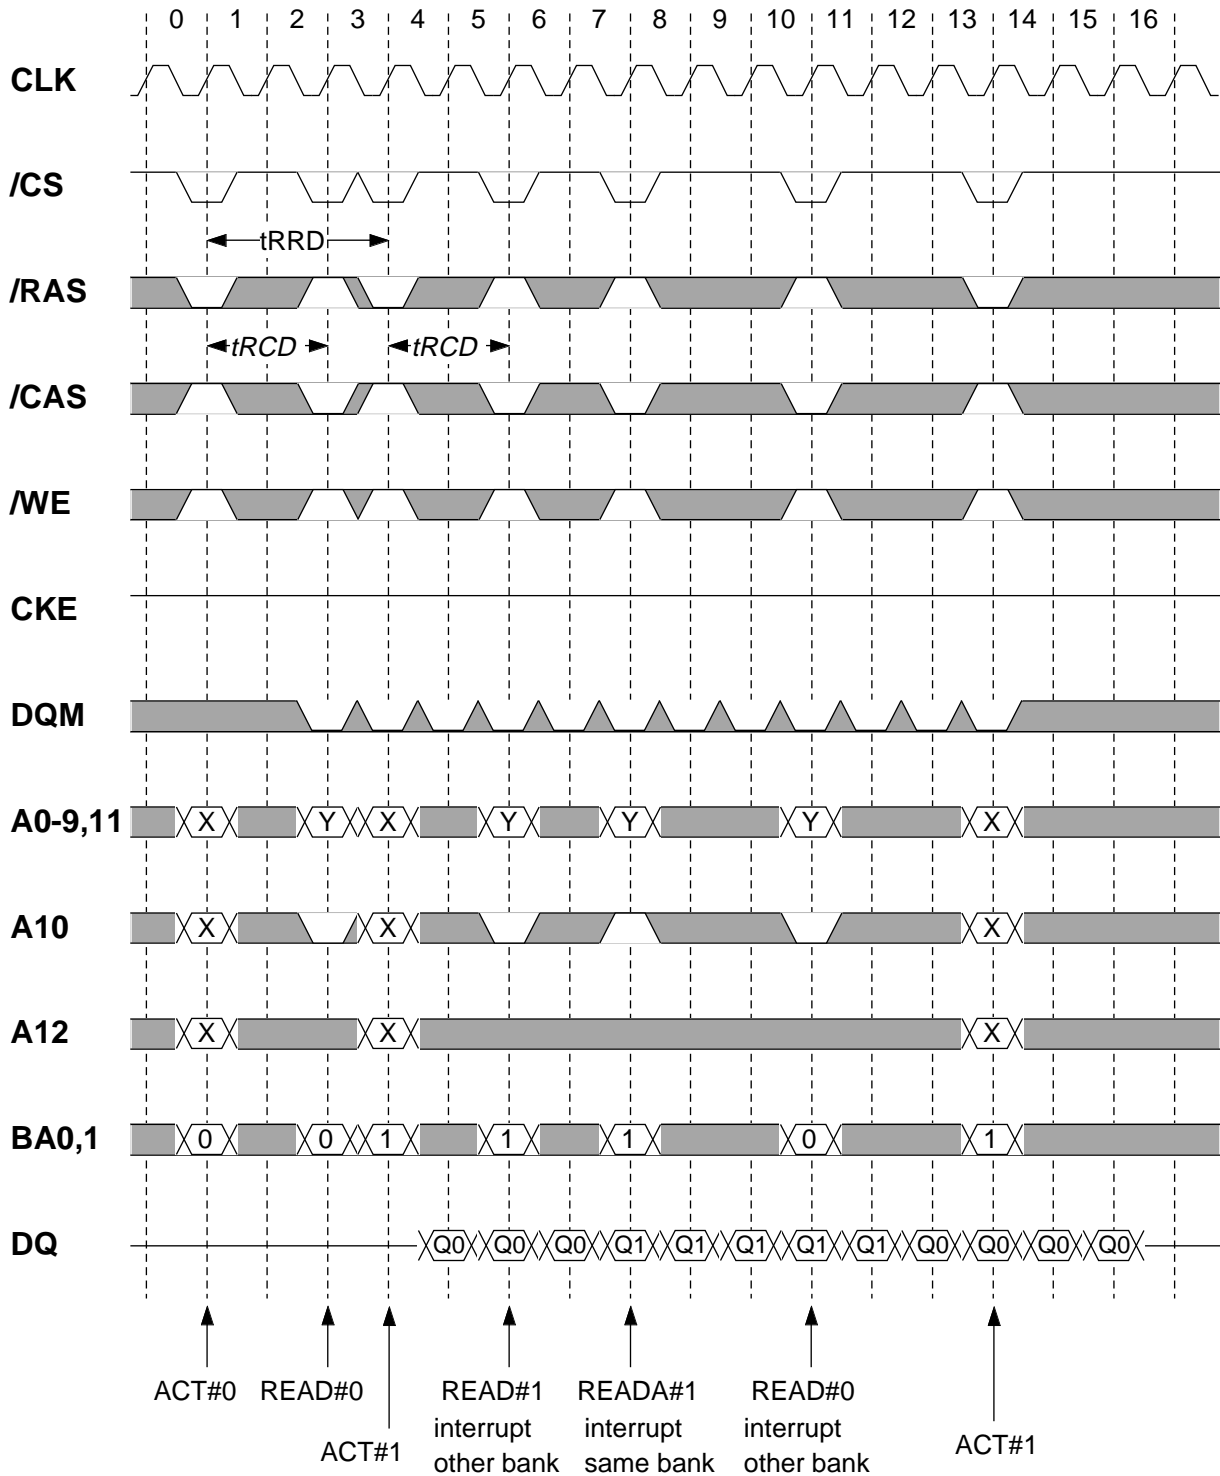 0 1 2 3 4 5 6 7 8 9 10 11 12 13 14 15 16
CLK
/CS
tRRD
/RAS
tRCD tRCD
/CAS
/WE
CKE
DQM
A0-9,11 X Y X Y Y Y X
A10 X X X
A12 X X X
BA0,1 0 0 1 1 1 0 1
DQ Q0 Q0 Q0 Q1 Q1 Q1 Q1 Q1 Q0 Q0 Q0 Q0
ACT#0 READ#0
ACT#1
READ#1
interrupt
other bank
READA#1
interrupt
same bank
READ#0
interrupt
other bank
ACT#1